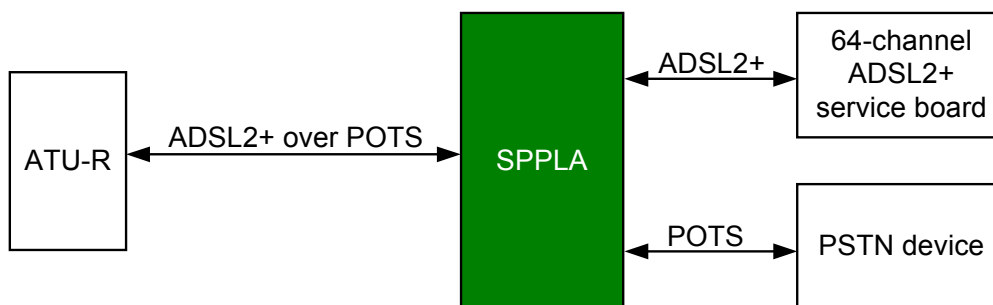 ATU-R
ADSL2+ over POTS
SPPLA
ADSL2+
64-channel
ADSL2+
service board
POTS
PSTN device